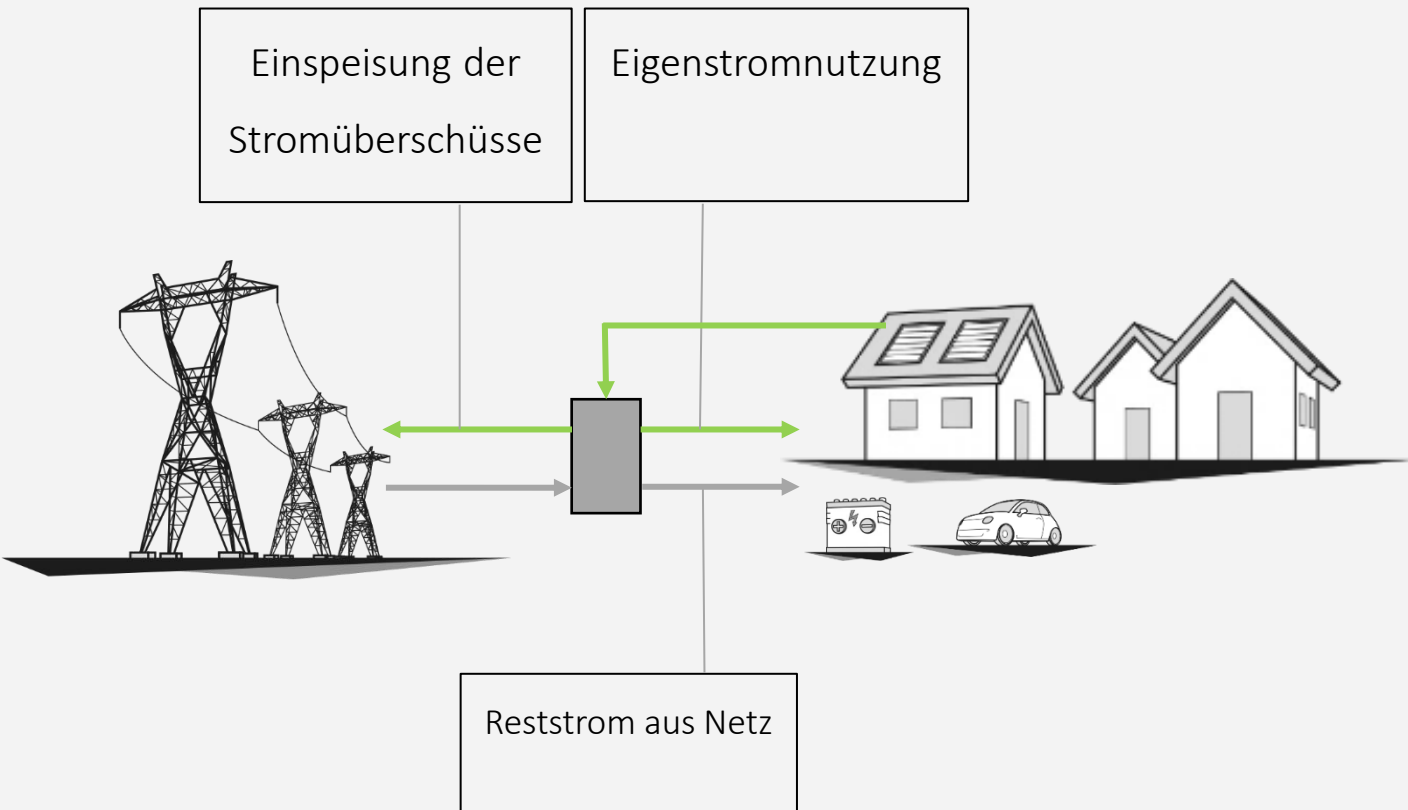 Einspeisung der
Stromüberschüsse
Eigenstromnutzung
Reststrom aus Netz